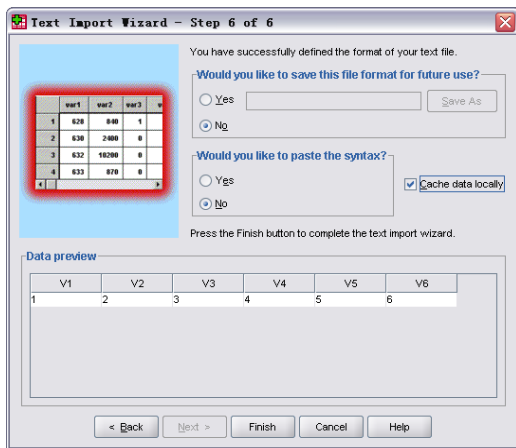 Text Import Wizard - Step 6 of 6
You have successfully defined the format of your text file.
Would you like to save this file format for future use?
Yes
Save As
No
var1 var2 var3
1 628 840 1
2 630 2400 0
3 632 10200 0
4 633 870 0
Would you like to paste the syntax?
Yes
Cache data locally
No
Press the Finish button to complete the text import wizard.
Data preview
V1 V2 V3 V4 V5 V6
1 2 3 4 5 6
< Back Next > Finish Cancel Help